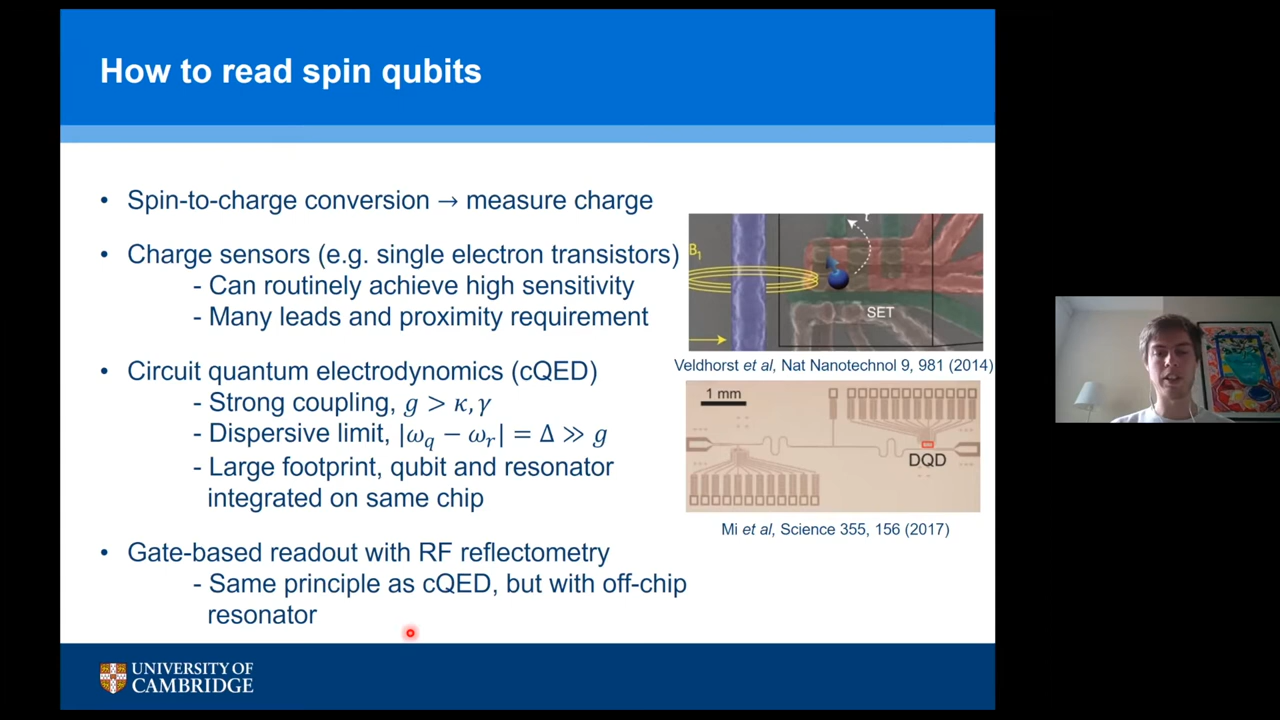 How to read spin qubits
• Spin-to-charge conversion → measure charge
• Charge sensors (e.g. single electron transistors)
- Can routinely achieve high sensitivity
- Many leads and proximity requirement
• Circuit quantum electrodynamics (cQED)
- Strong coupling, g > κ, γ
- Dispersive limit, |ω_q − ω_r| = Δ ≫ g
- Large footprint, qubit and resonator
integrated on same chip
• Gate-based readout with RF reflectometry
- Same principle as cQED, but with off-chip
resonator
B₁
SET
Veldhorst et al, Nat Nanotechnol 9, 981 (2014)
1 mm
DQD
Mi et al, Science 355, 156 (2017)
UNIVERSITY OF
CAMBRIDGE